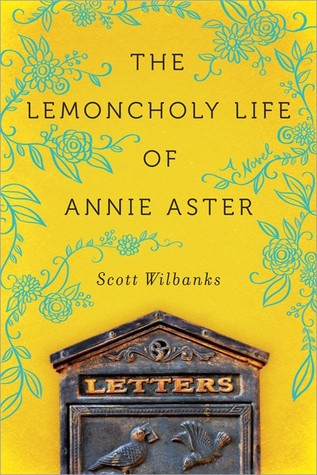 THE
LEMONCHOLY LIFE
OF
A Novel
ANNIE ASTER
Scott Wilbanks
LETTERS